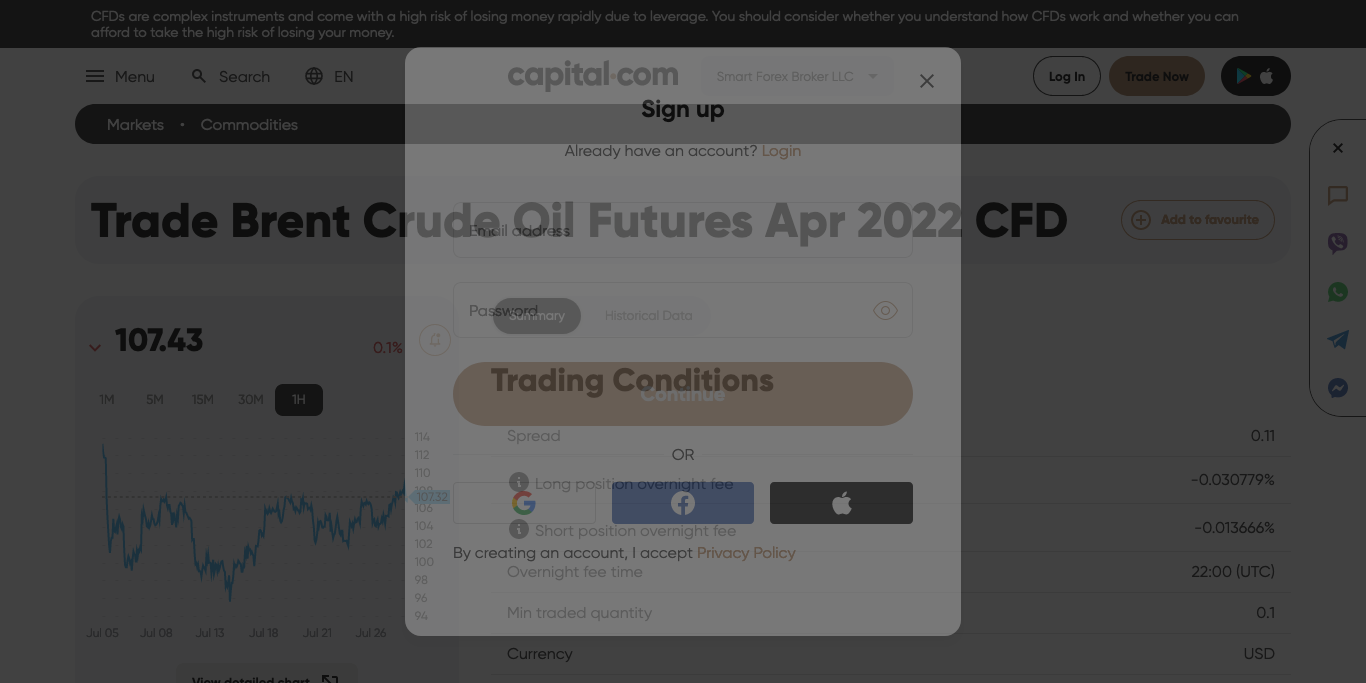 CFDs are complex instruments and come with a high risk of losing money rapidly due to leverage. You should consider whether you understand how CFDs work and whether you can
afford to take the high risk of losing your money.
Menu
Search
EN
capital.com
Smart Forex Broker LLC
Log In
Trade Now
Sign up
Markets • Commodities
Already have an account? Login
Trade Brent Crude Oil Futures Apr 2022 CFD
Add to favourite
Email address
Password
Summary
Historical Data
107.43
0.1%
Trading Conditions
Continue
1M
5M
15M
30M
1H
114
112
110
107.32
106
104
102
100
98
96
94
Jul 05
Jul 08
Jul 13
Jul 18
Jul 21
Jul 26
View detailed chart
Spread
0.11
OR
Long position overnight fee
-0.030779%
Short position overnight fee
-0.013666%
By creating an account, I accept Privacy Policy
Overnight fee time
22:00 (UTC)
Min traded quantity
0.1
Currency
USD